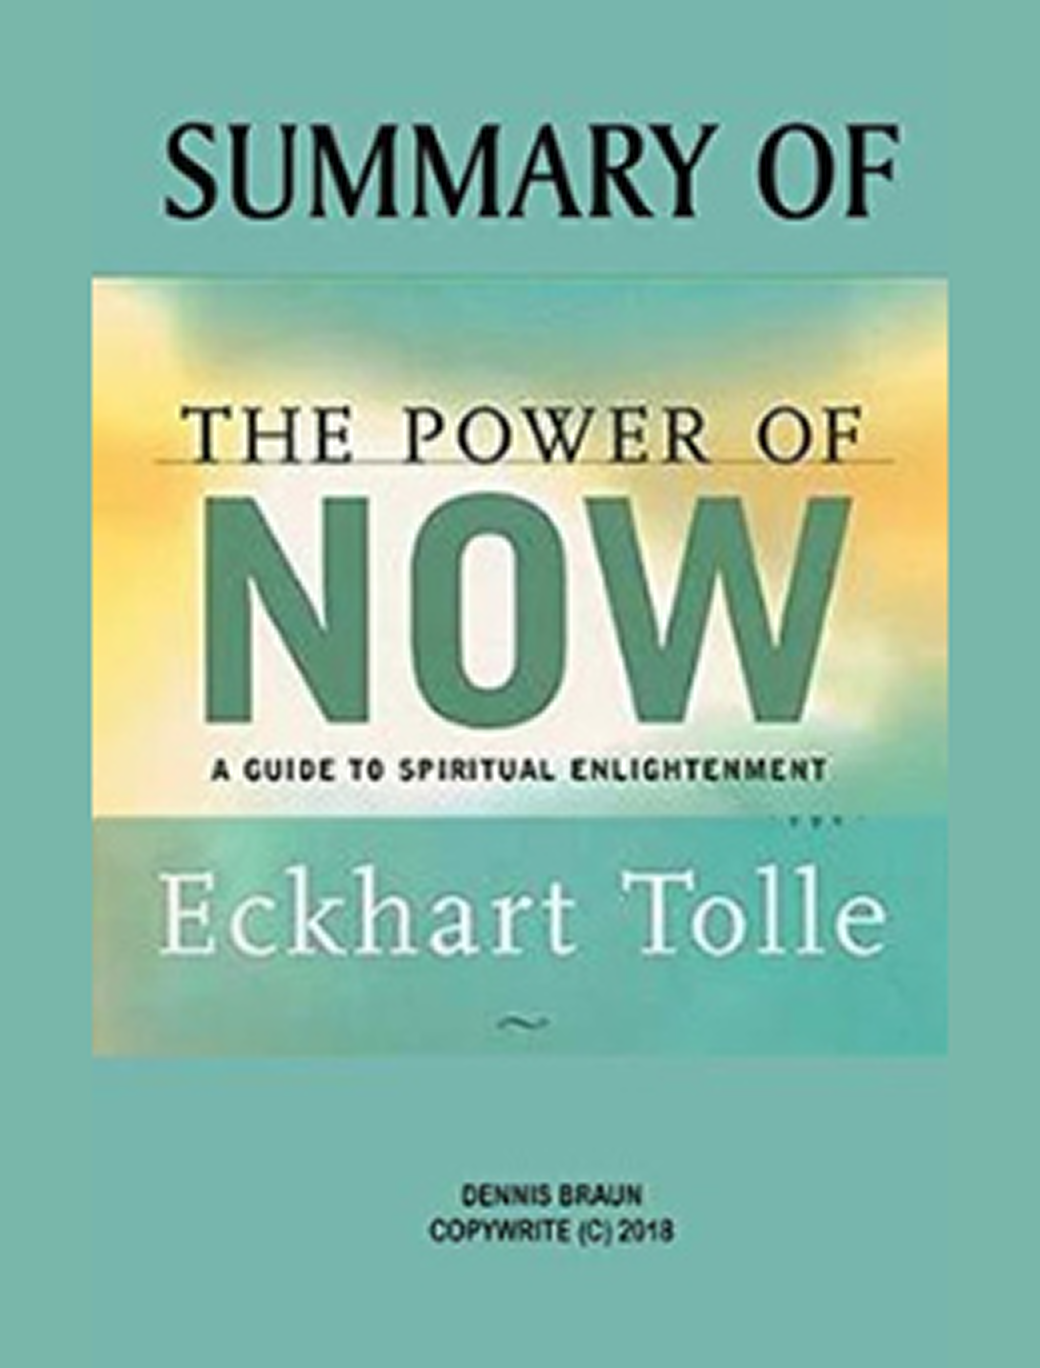 SUMMARY OF
THE POWER OF
NOW
A GUIDE TO SPIRITUAL ENLIGHTENMENT
Eckhart Tolle
DENNIS BRAUN
COPYWRITE (C) 2018